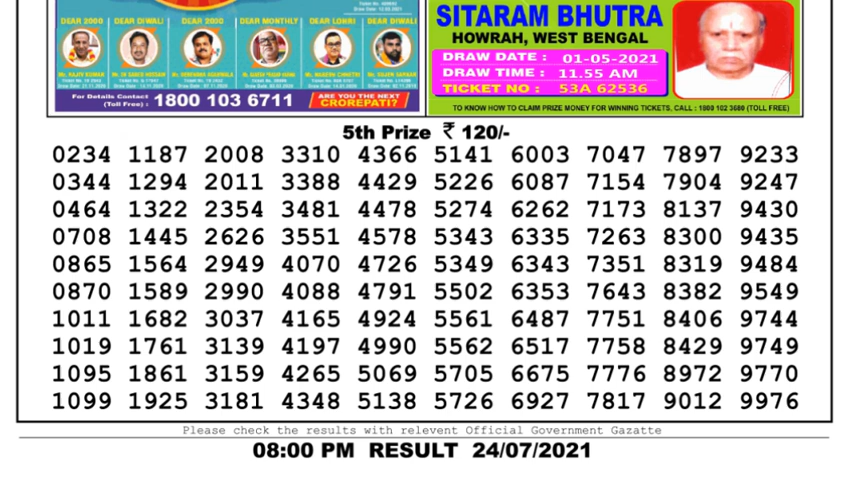 DEAR 2000 DEAR DIWALI DEAR 2000 DEAR MONTHLY DEAR LOHRI DEAR DIWALI
For Details Contact
(Toll Free) : 1800 103 6711
ARE YOU THE NEXT
CROREPATI?
SITARAM BHUTRA
HOWRAH, WEST BENGAL
DRAW DATE : 01-05-2021
DRAW TIME : 11.55 AM
TICKET NO : 53A 62536
TO KNOW HOW TO CLAIM PRIZE MONEY FOR WINNING TICKETS, CALL : 1800 102 3680 (TOLL FREE)
5th Prize ₹ 120/-
0234 1187 2008 3310 4366 5141 6003 7047 7897 9233
0344 1294 2011 3388 4429 5226 6087 7154 7904 9247
0464 1322 2354 3481 4478 5274 6262 7173 8137 9430
0708 1445 2626 3551 4578 5343 6335 7263 8300 9435
0865 1564 2949 4070 4726 5349 6343 7351 8319 9484
0870 1589 2990 4088 4791 5502 6353 7643 8382 9549
1011 1682 3037 4165 4924 5561 6487 7751 8406 9744
1019 1761 3139 4197 4990 5562 6517 7758 8429 9749
1095 1861 3159 4265 5069 5705 6675 7776 8972 9770
1099 1925 3181 4348 5138 5726 6927 7817 9012 9976
Please check the results with relevent Official Government Gazatte
08:00 PM RESULT 24/07/2021